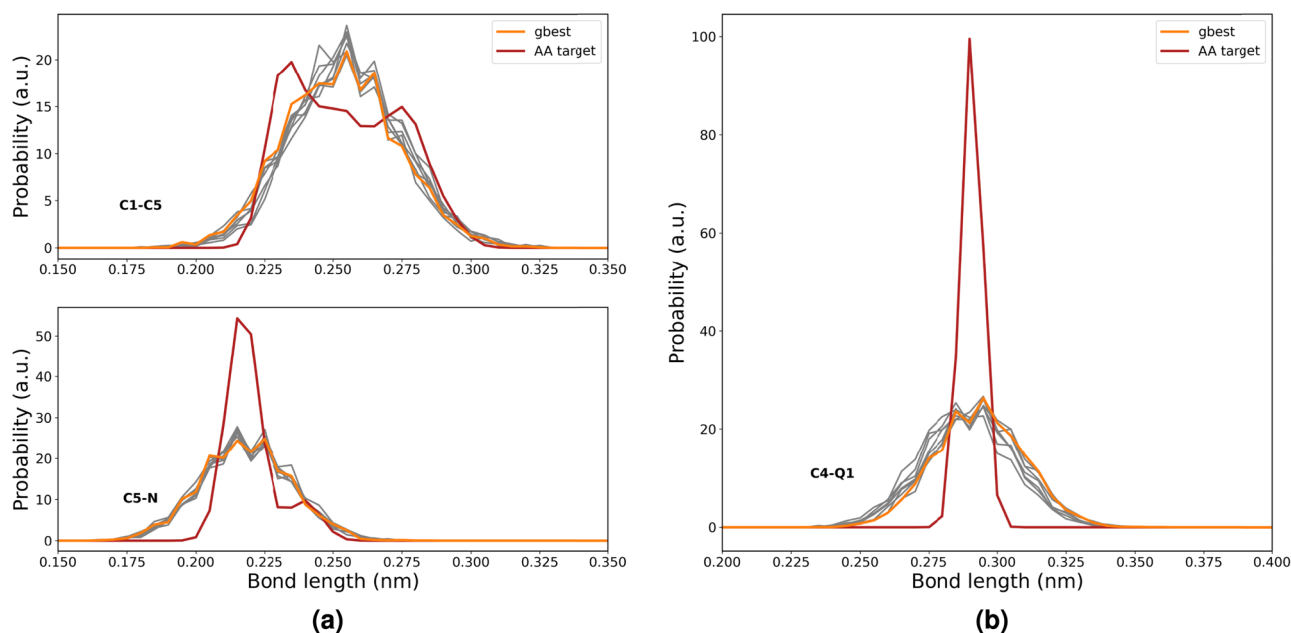 Probability (a.u.)
20
15
10
5
0
gbest
AA target
C1-C5
0.150 0.175 0.200 0.225 0.250 0.275 0.300 0.325 0.350
Probability (a.u.)
50
40
30
20
10
0
C5-N
0.150 0.175 0.200 0.225 0.250 0.275 0.300 0.325 0.350
Bond length (nm)
(a)
Probability (a.u.)
100
80
60
40
20
0
gbest
AA target
C4-Q1
0.200 0.225 0.250 0.275 0.300 0.325 0.350 0.375 0.400
Bond length (nm)
(b)